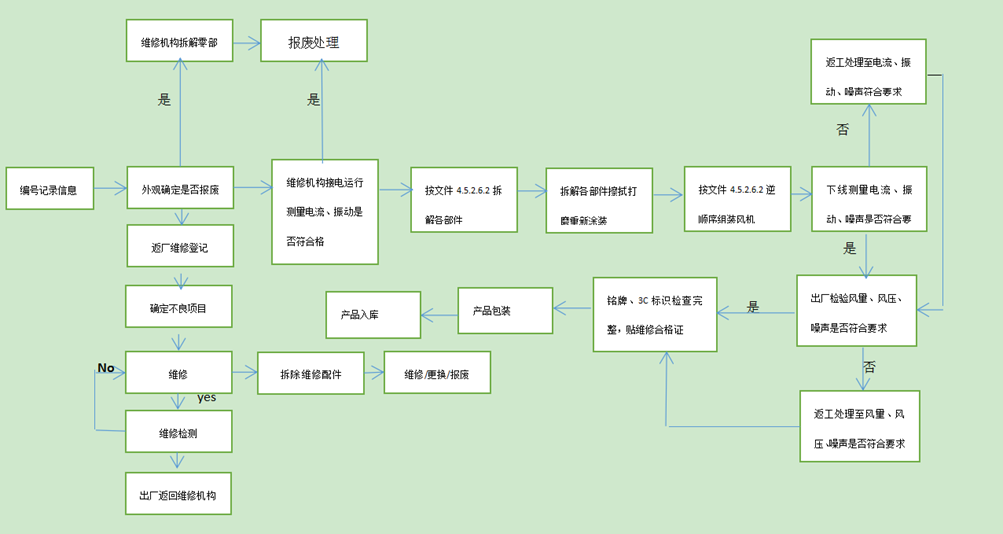 维修机构拆解零部
报废处理
返工处理至电流、振
动、噪声符合要求
是
是
否
编号记录信息
外观确定是否报废
维修机构接电运行
测量电流、振动是
否符合格
按文件 4.5.2.6.2 拆
解各部件
拆解各部件擦拭打
磨重新涂装
按文件 4.5.2.6.2 逆
顺序组装风机
下线测量电流、振
动、噪声是否符合要
返厂维修登记
是
确定不良项目
产品入库
产品包装
铭牌、3C 标识检查完
整，贴维修合格证
是
出厂检验风量、风压、
噪声是否符合要求
No
维修
拆除维修配件
维修/更换/报废
否
yes
维修检测
返工处理至风量、风
压、噪声是否符合要求
出厂返回维修机构